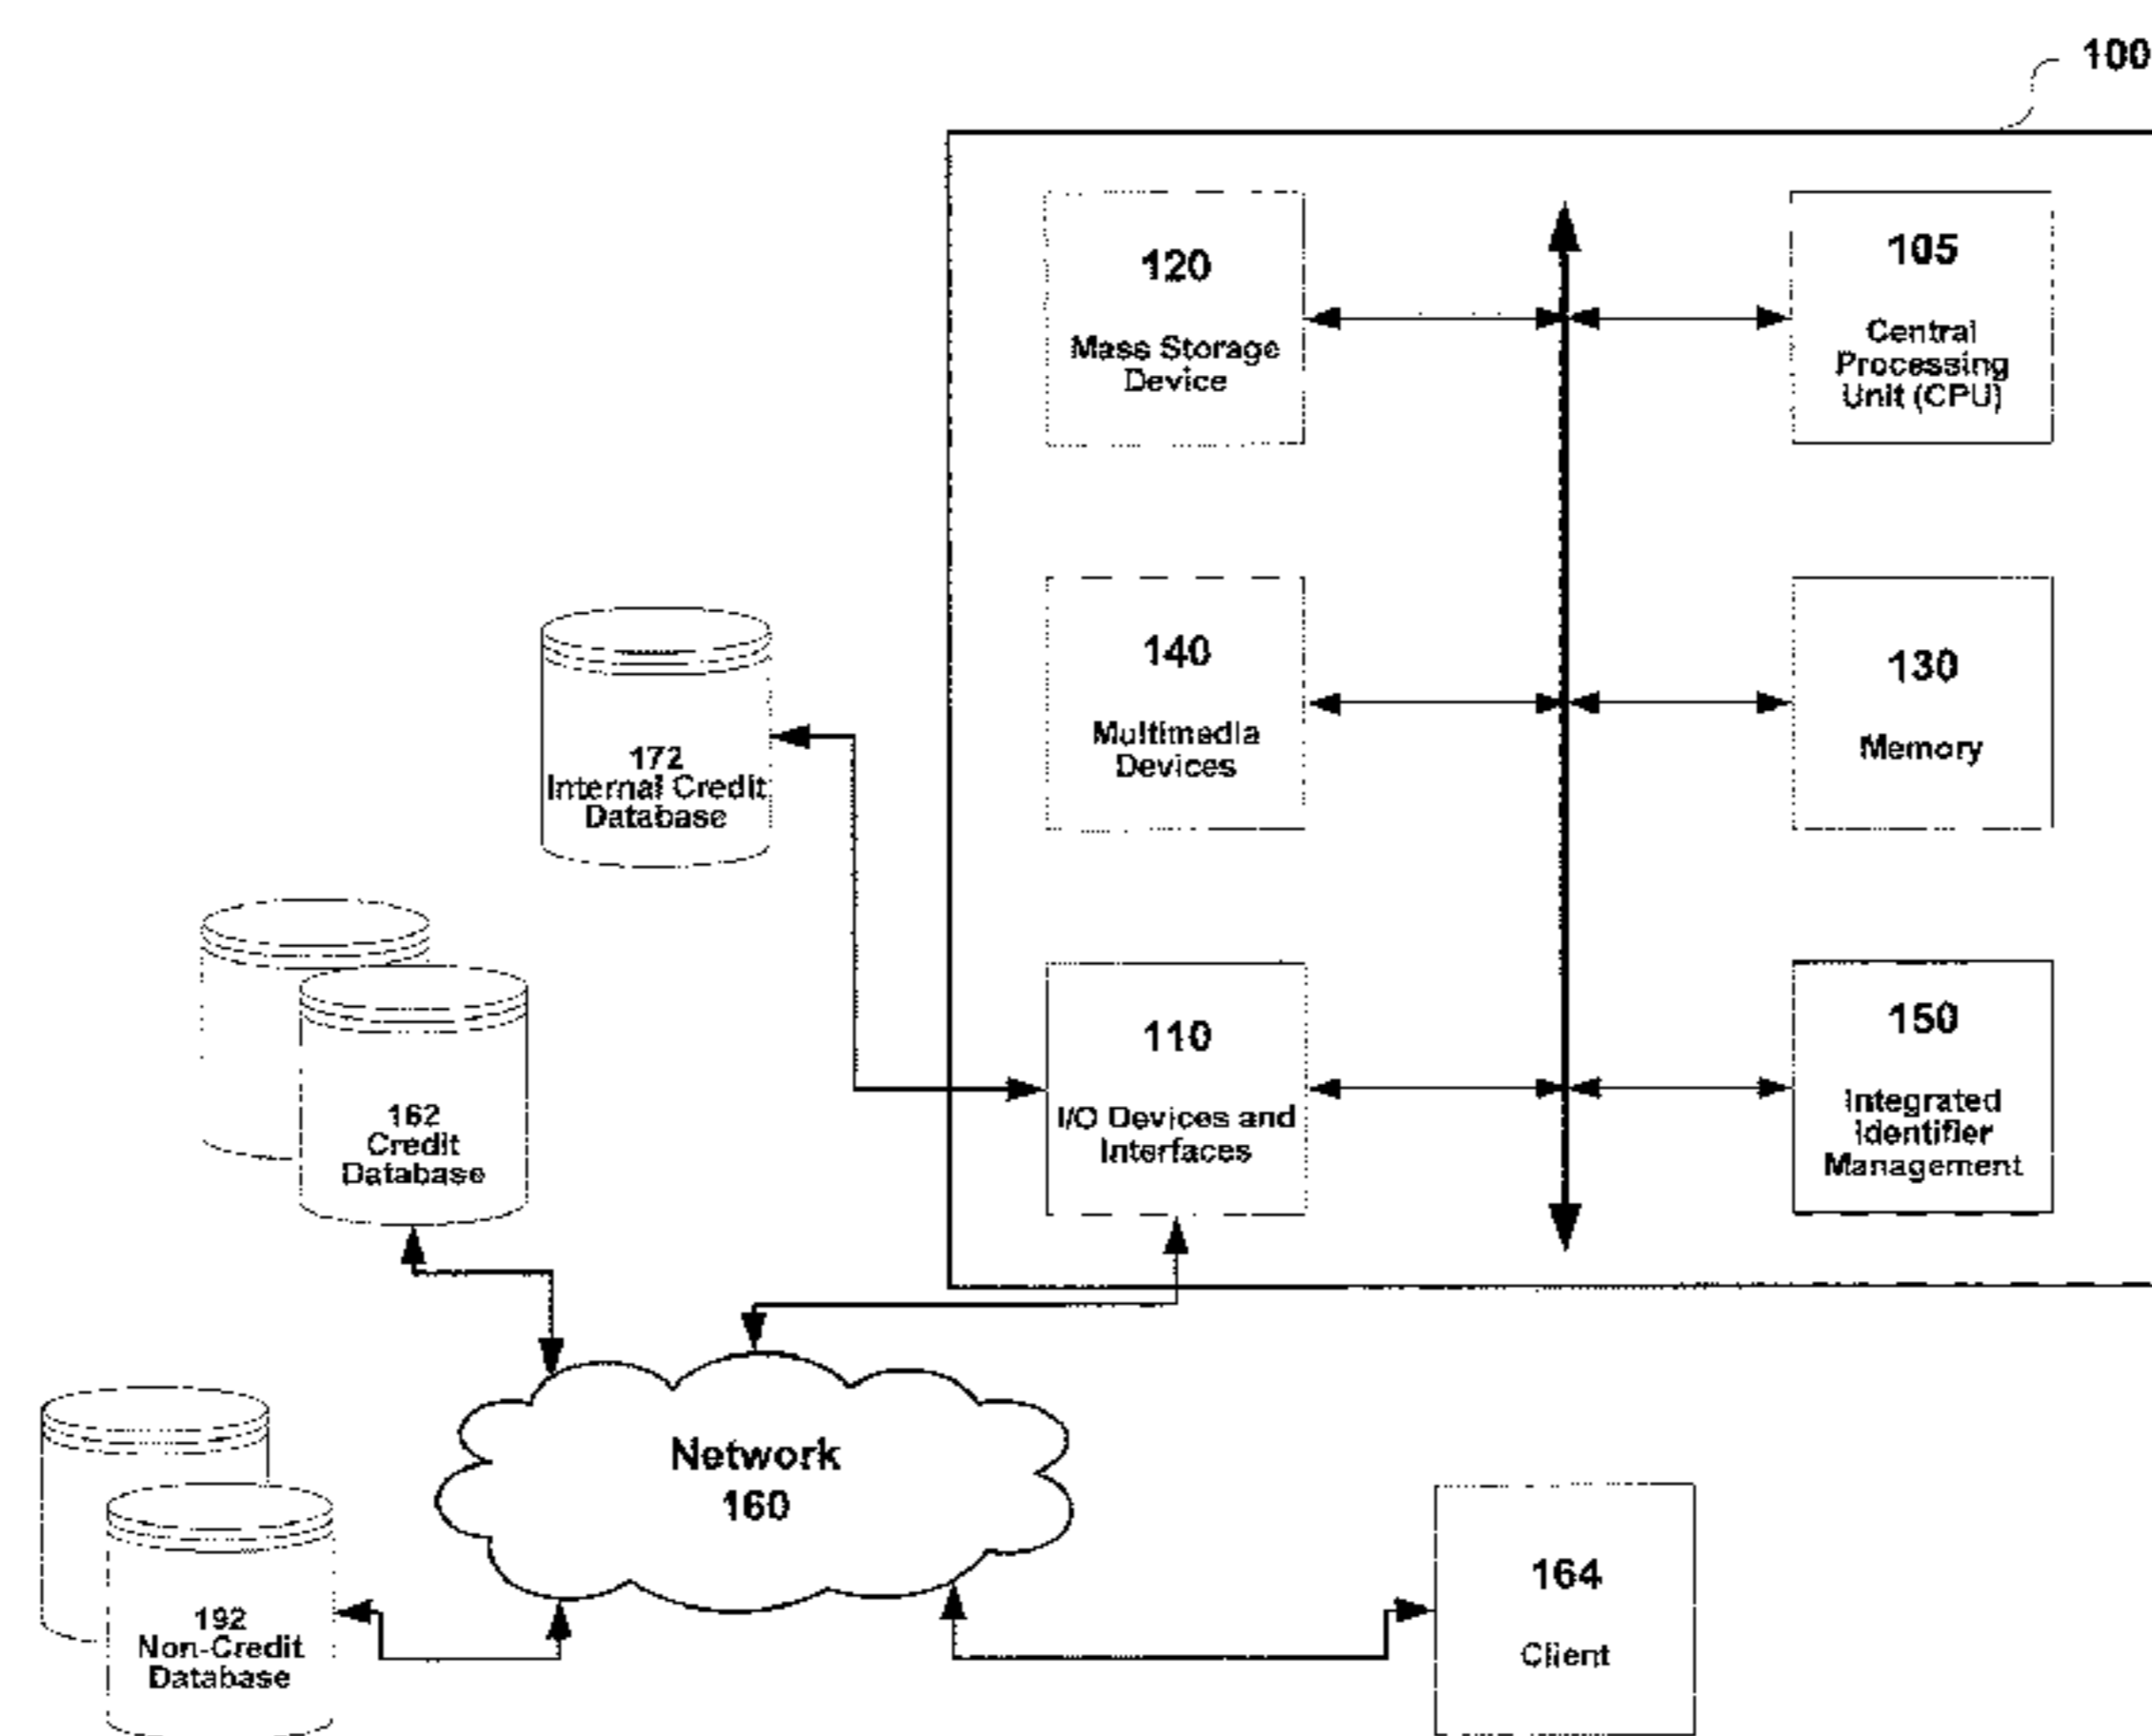 100
120
Mass Storage
Device
105
Central
Processing
Unit (CPU)
140
Multimedia
Devices
130
Memory
172
Internal Credit
Database
110
I/O Devices and
Interfaces
150
Integrated
Identifier
Management
162
Credit
Database
Network
160
192
Non-Credit
Database
164
Client